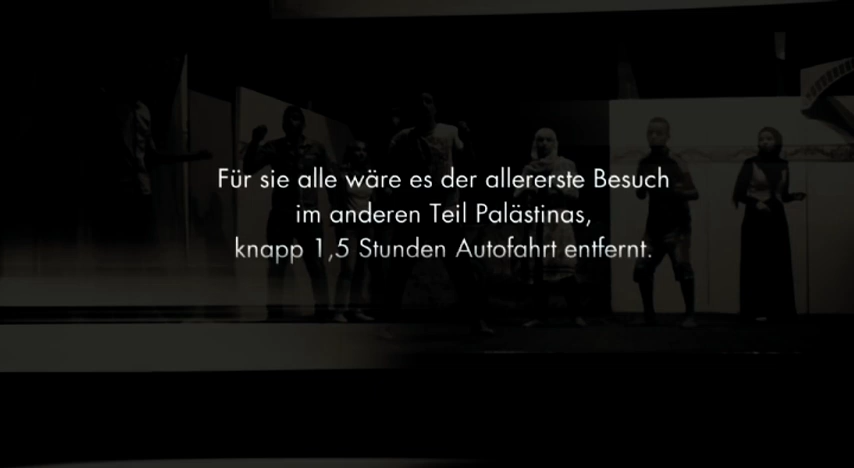 Für sie alle wäre es der allererste Besuch
im anderen Teil Palästinas,
knapp 1,5 Stunden Autofahrt entfernt.